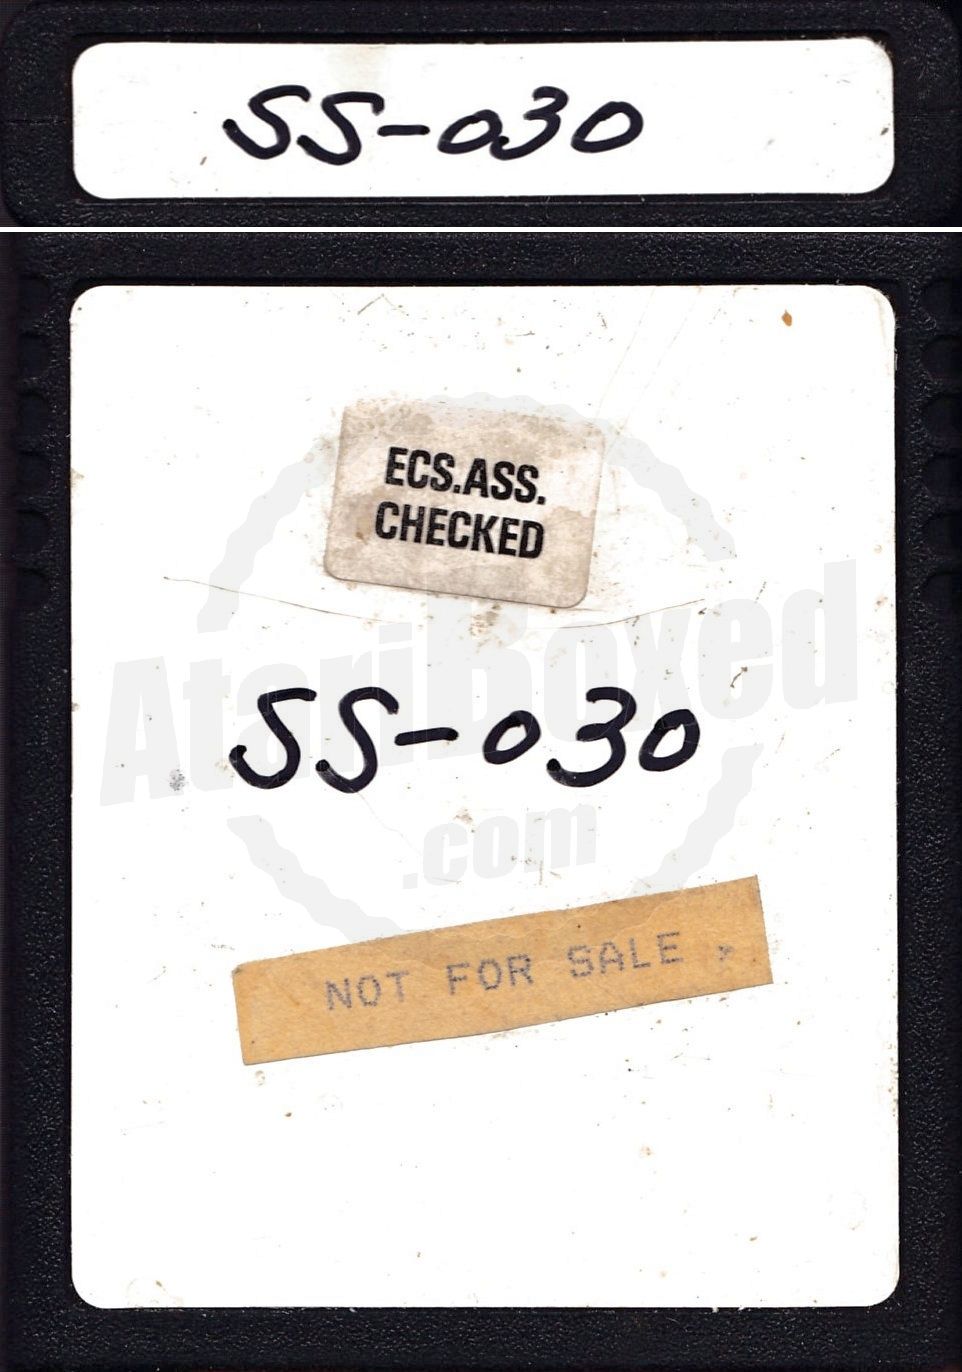 SS-030
ECS.ASS.
CHECKED
AtariBoxed
SS-030
.com
NOT FOR SALE